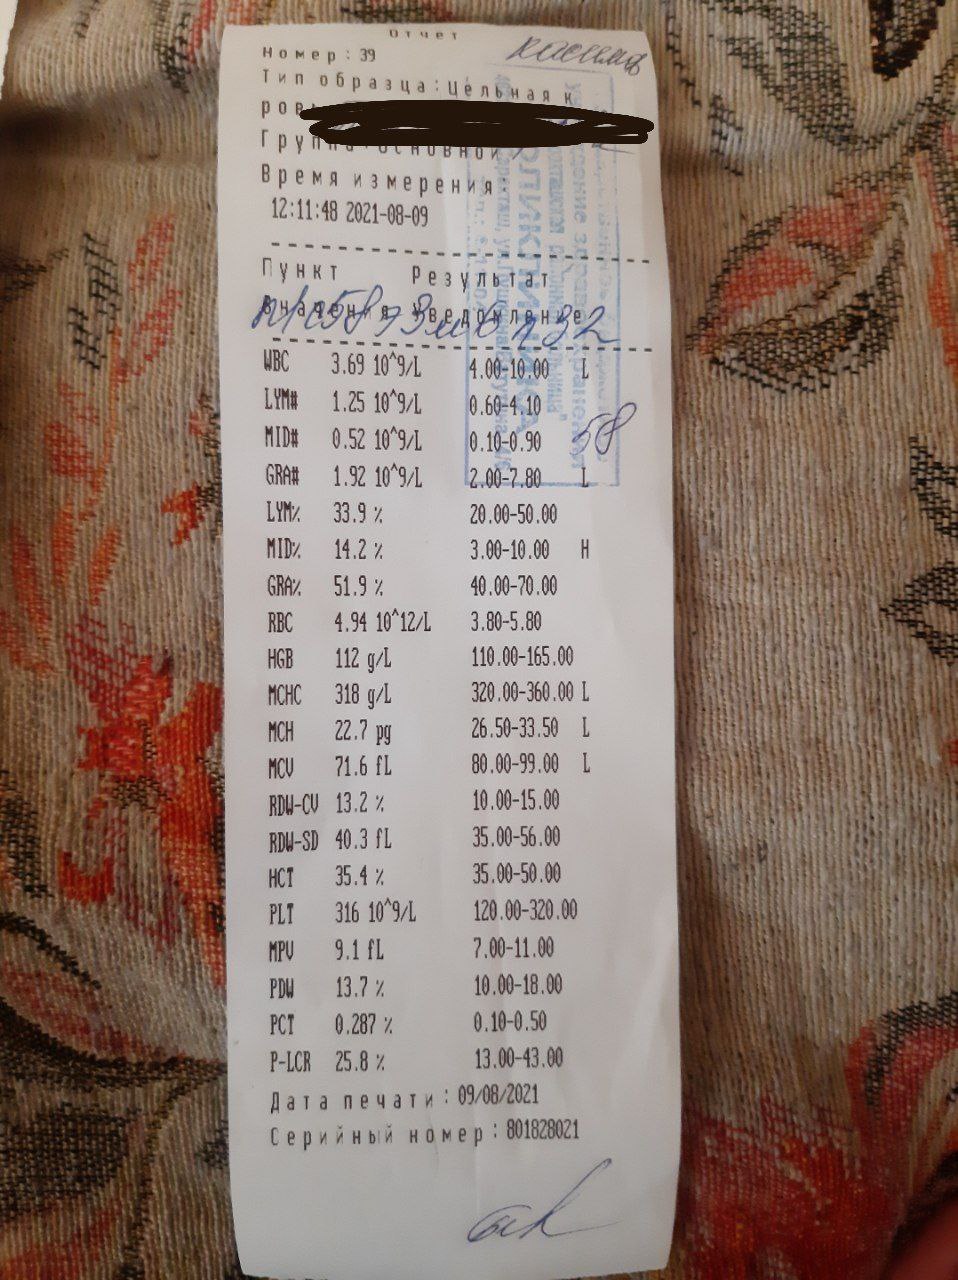 Отчет
Номер: 39
Тип образца: Цельная к
ров
Группа: основной
Время измерения:
12:11:48 2021-08-09
Пункт Результат
значения Уведомление
WBC 3.69 10^9/L 4.00-10.00 L
LYM# 1.25 10^9/L 0.60-4.10
MID# 0.52 10^9/L 0.10-0.90 58
GRA# 1.92 10^9/L 2.00-7.80 L
LYM% 33.9 % 20.00-50.00
MID% 14.2 % 3.00-10.00 H
GRA% 51.9 % 40.00-70.00
RBC 4.94 10^12/L 3.80-5.80
HGB 112 g/L 110.00-165.00
MCHC 318 g/L 320.00-360.00 L
MCH 22.7 pg 26.50-33.50 L
MCV 71.6 fL 80.00-99.00 L
RDW-CV 13.2 % 10.00-15.00
RDW-SD 40.3 fL 35.00-56.00
HCT 35.4 % 35.00-50.00
PLT 316 10^9/L 120.00-320.00
MPV 9.1 fL 7.00-11.00
PDW 13.7 % 10.00-18.00
PCT 0.287 % 0.10-0.50
P-LCR 25.8 % 13.00-43.00
Дата печати: 09/08/2021
Серийный номер: 801828021